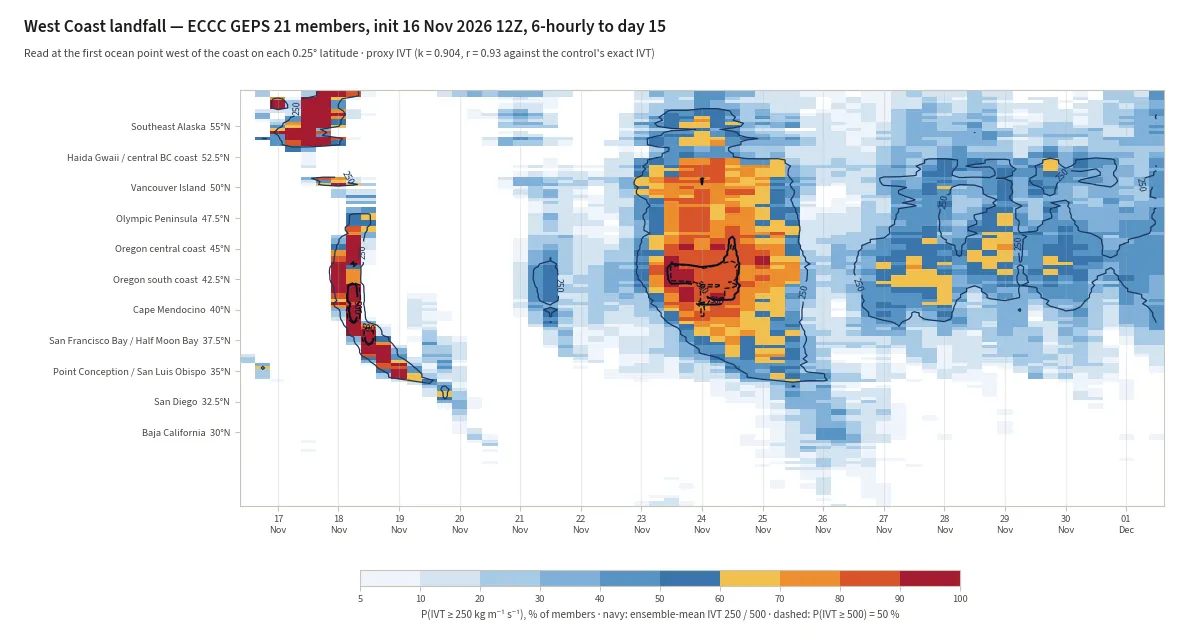 West Coast landfall — ECCC GEPS 21 members, init 16 Nov 2026 12Z, 6-hourly to day 15
Read at the first ocean point west of the coast on each 0.25° latitude · proxy IVT (k = 0.904, r = 0.93 against the control's exact IVT)
Southeast Alaska 55°N
Haida Gwaii / central BC coast 52.5°N
Vancouver Island 50°N
Olympic Peninsula 47.5°N
Oregon central coast 45°N
Oregon south coast 42.5°N
Cape Mendocino 40°N
San Francisco Bay / Half Moon Bay 37.5°N
Point Conception / San Luis Obispo 35°N
San Diego 32.5°N
Baja California 30°N
250
250
250
250
250
250
250
250
250
250
17 18 19 20 21 22 23 24 25 26 27 28 29 30 01
Nov Nov Nov Nov Nov Nov Nov Nov Nov Nov Nov Nov Nov Nov Dec
5 10 20 30 40 50 60 70 80 90 100
P(IVT ≥ 250 kg m⁻¹ s⁻¹), % of members · navy: ensemble-mean IVT 250 / 500 · dashed: P(IVT ≥ 500) = 50 %